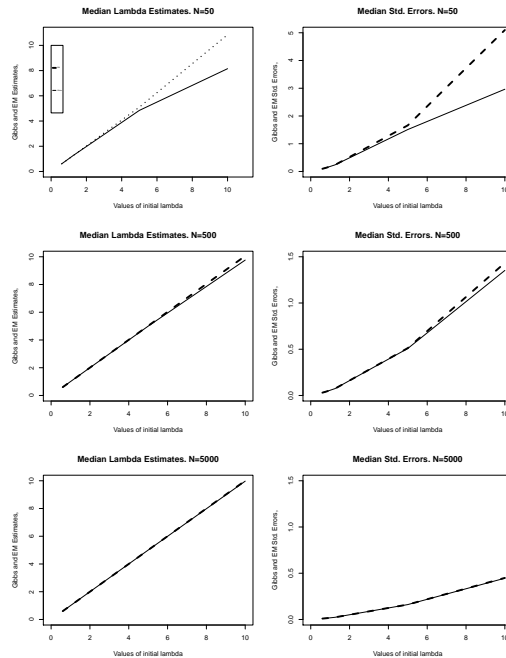 Median Lambda Estimates. N=50
Gibbs and EM Estimates,
0 2 4 6 8 10
0 2 4 6 8 10
Values of initial lambda
Median Std. Errors. N=50
Gibbs and EM Std. Errors,
0 1 2 3 4 5
0 2 4 6 8 10
Values of initial lambda
Median Lambda Estimates. N=500
Gibbs and EM Estimates,
0 2 4 6 8 10
0 2 4 6 8 10
Values of initial lambda
Median Std. Errors. N=500
Gibbs and EM Std. Errors,
0.0 0.5 1.0 1.5
0 2 4 6 8 10
Values of initial lambda
Median Lambda Estimates. N=5000
Gibbs and EM Estimates,
0 2 4 6 8 10
0 2 4 6 8 10
Values of initial lambda
Median Std. Errors. N=5000
Gibbs and EM Std. Errors,
0.0 0.5 1.0 1.5
0 2 4 6 8 10
Values of initial lambda